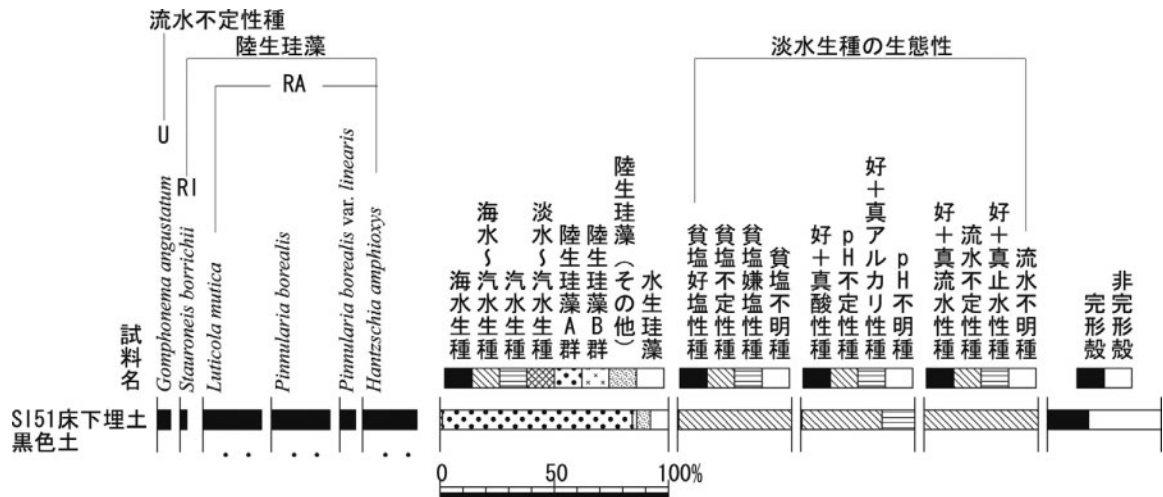 流水不定性種
陸生珪藻
淡水生種の生態性
RA
U
RI
試料名
Gomphonema angustatum
Stauroneis borrichii
Luticola mutica
Pinnularia borealis
Pinnularia borealis var. linearis
Hantzschia amphioxys
海水生種
海水~汽水生種
汽水生種
淡水~汽水生種
陸生珪藻A群
陸生珪藻B群
陸生珪藻(その他)
水生珪藻
貧塩好塩性種
貧塩不定性種
貧塩嫌塩性種
貧塩不明種
好+真酸性種
pH不定性種
好+真アルカリ性種
pH不明種
好+真流水性種
流水不定性種
好+真止水性種
流水不明種
完形殻
非完形殻
SI51床下埋土
黒色土
0 50 100%